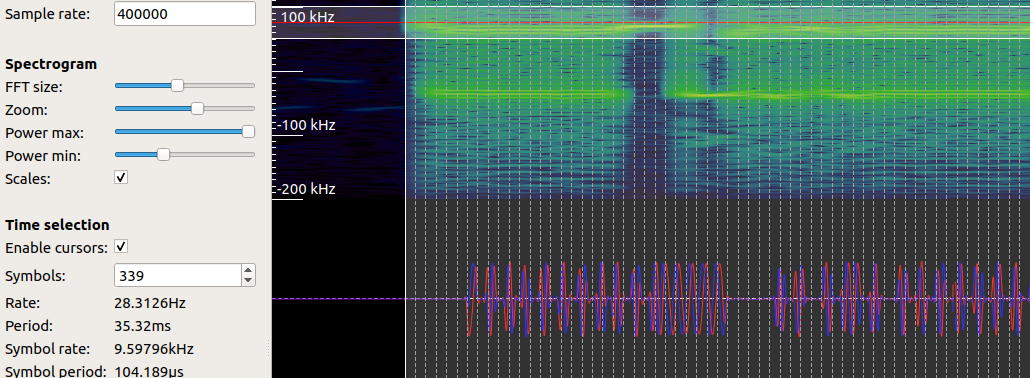 Sample rate: 400000
Spectrogram
FFT size:
Zoom:
Power max:
Power min:
Scales:
Time selection
Enable cursors:
Symbols: 339
Rate: 28.3126Hz
Period: 35.32ms
Symbol rate: 9.59796kHz
Symbol period: 104.189µs
100 kHz
-100 kHz
-200 kHz